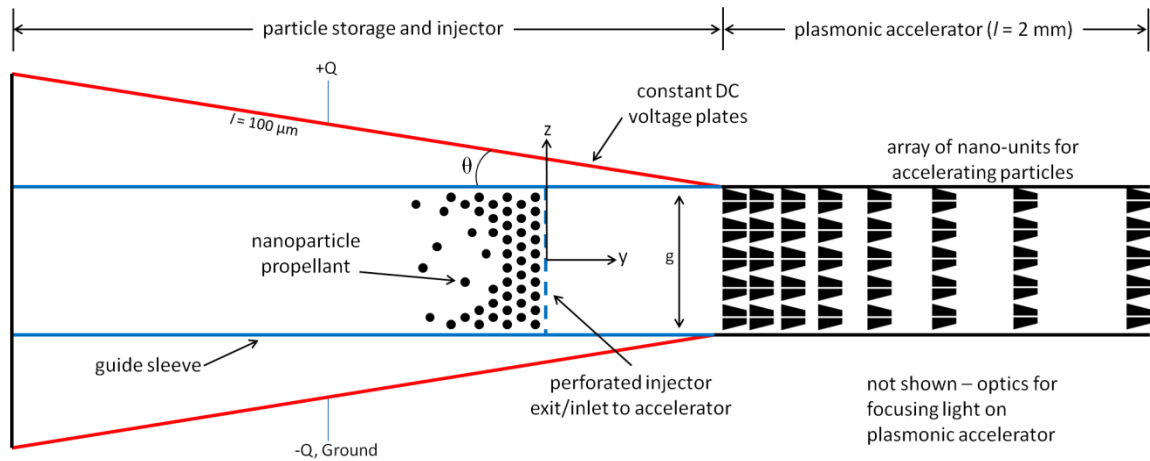 particle storage and injector
plasmonic accelerator (l = 2 mm)
+Q
l = 100 μm
constant DC
voltage plates
z
θ
array of nano-units for
accelerating particles
nanoparticle
propellant
y
g
guide sleeve
perforated injector
exit/inlet to accelerator
not shown – optics for
focusing light on
plasmonic accelerator
-Q, Ground